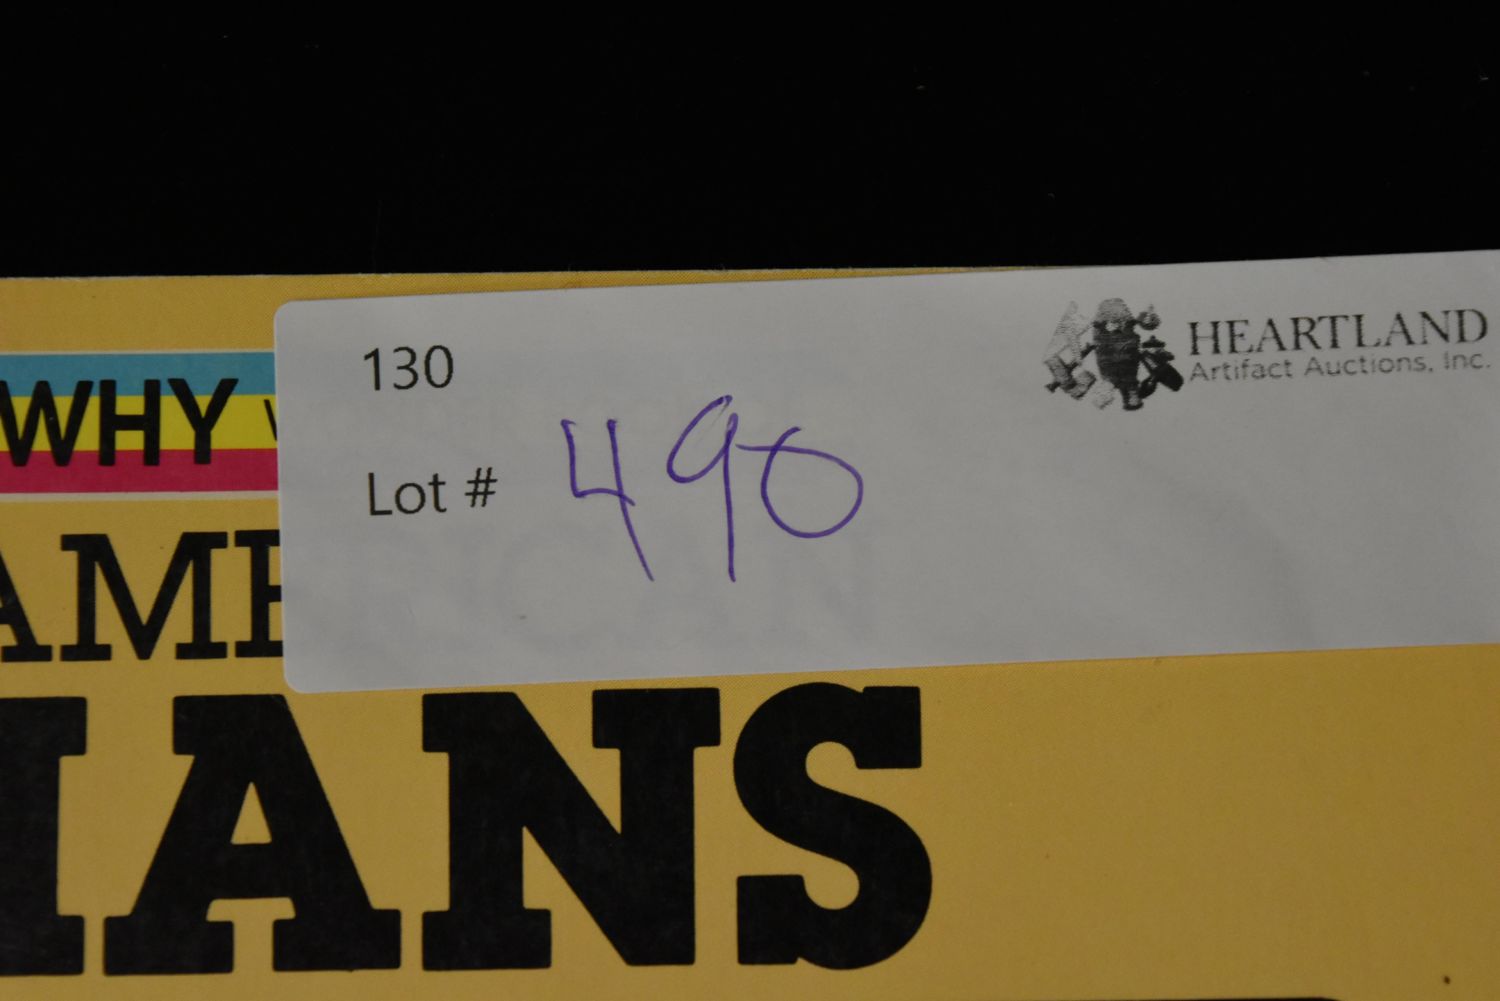 130
HEARTLAND
Artifact Auctions, Inc.
Lot # 490
WHY
AME
IANS